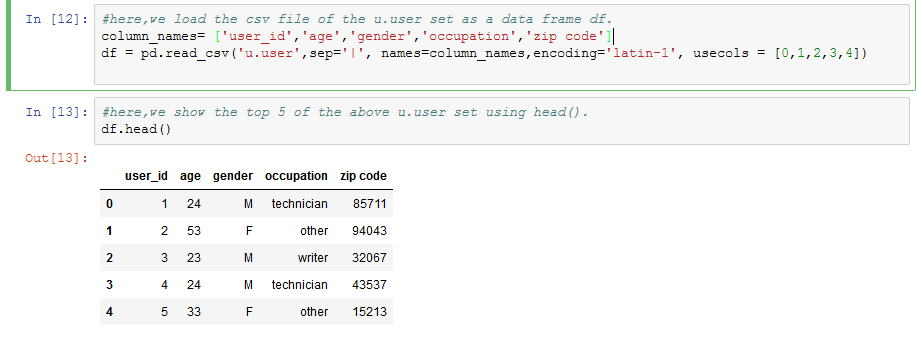 In [12]: #here,we load the csv file of the u.user set as a data frame df.
column_names= ['user_id','age','gender','occupation','zip code']
df = pd.read_csv('u.user',sep='|', names=column_names,encoding='latin-1', usecols = [0,1,2,3,4])
In [13]: #here,we show the top 5 of the above u.user set using head().
df.head()
Out[13]:
user_id age gender occupation zip code
0 1 24 M technician 85711
1 2 53 F other 94043
2 3 23 M writer 32067
3 4 24 M technician 43537
4 5 33 F other 15213